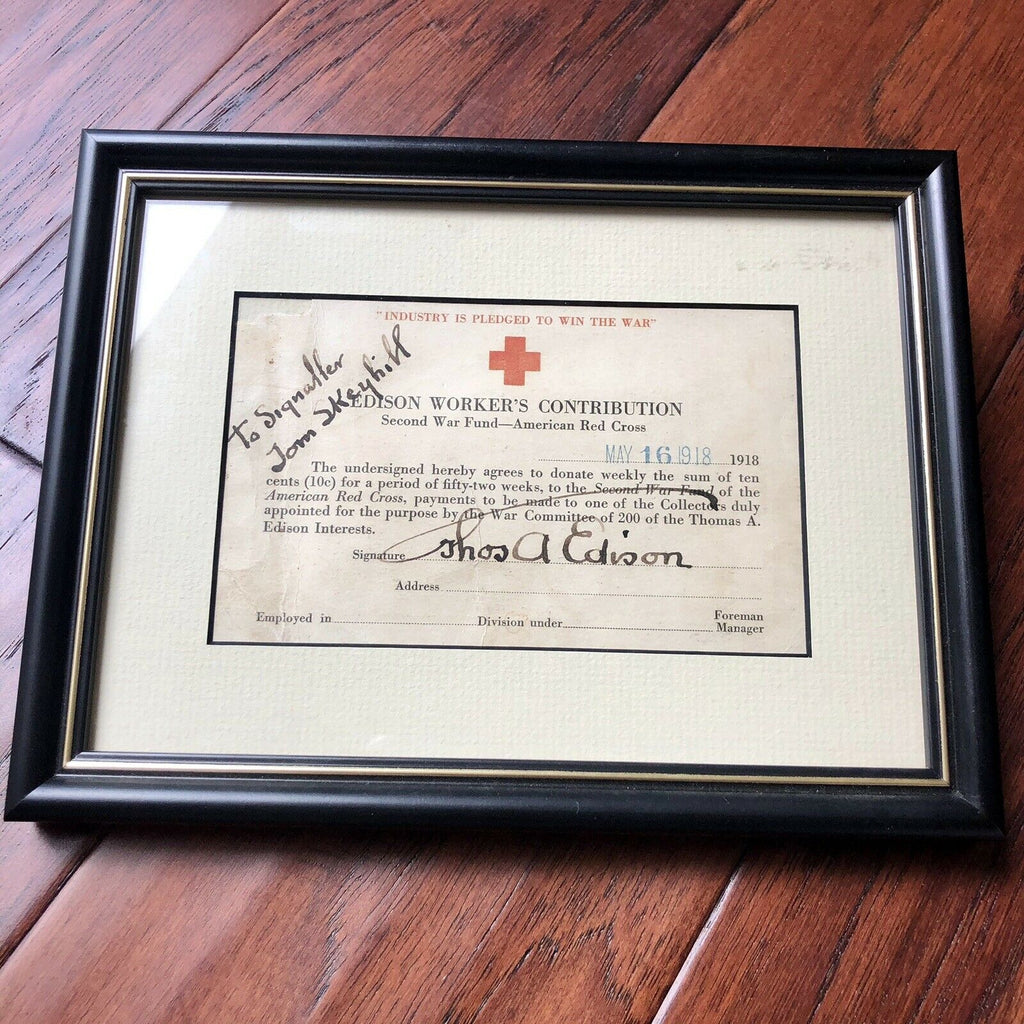 "INDUSTRY IS PLEDGED TO WIN THE WAR"
To Signaller
Tom Skeyhill
EDISON WORKER'S CONTRIBUTION
Second War Fund—American Red Cross
MAY 16 1918 1918
The undersigned hereby agrees to donate weekly the sum of ten
cents (10c) for a period of fifty-two weeks, to the Second War Fund of the
American Red Cross, payments to be made to one of the Collectors duly
appointed for the purpose by the War Committee of 200 of the Thomas A.
Edison Interests.
Signature Thos A Edison
Address
Employed in Division under Foreman
Manager